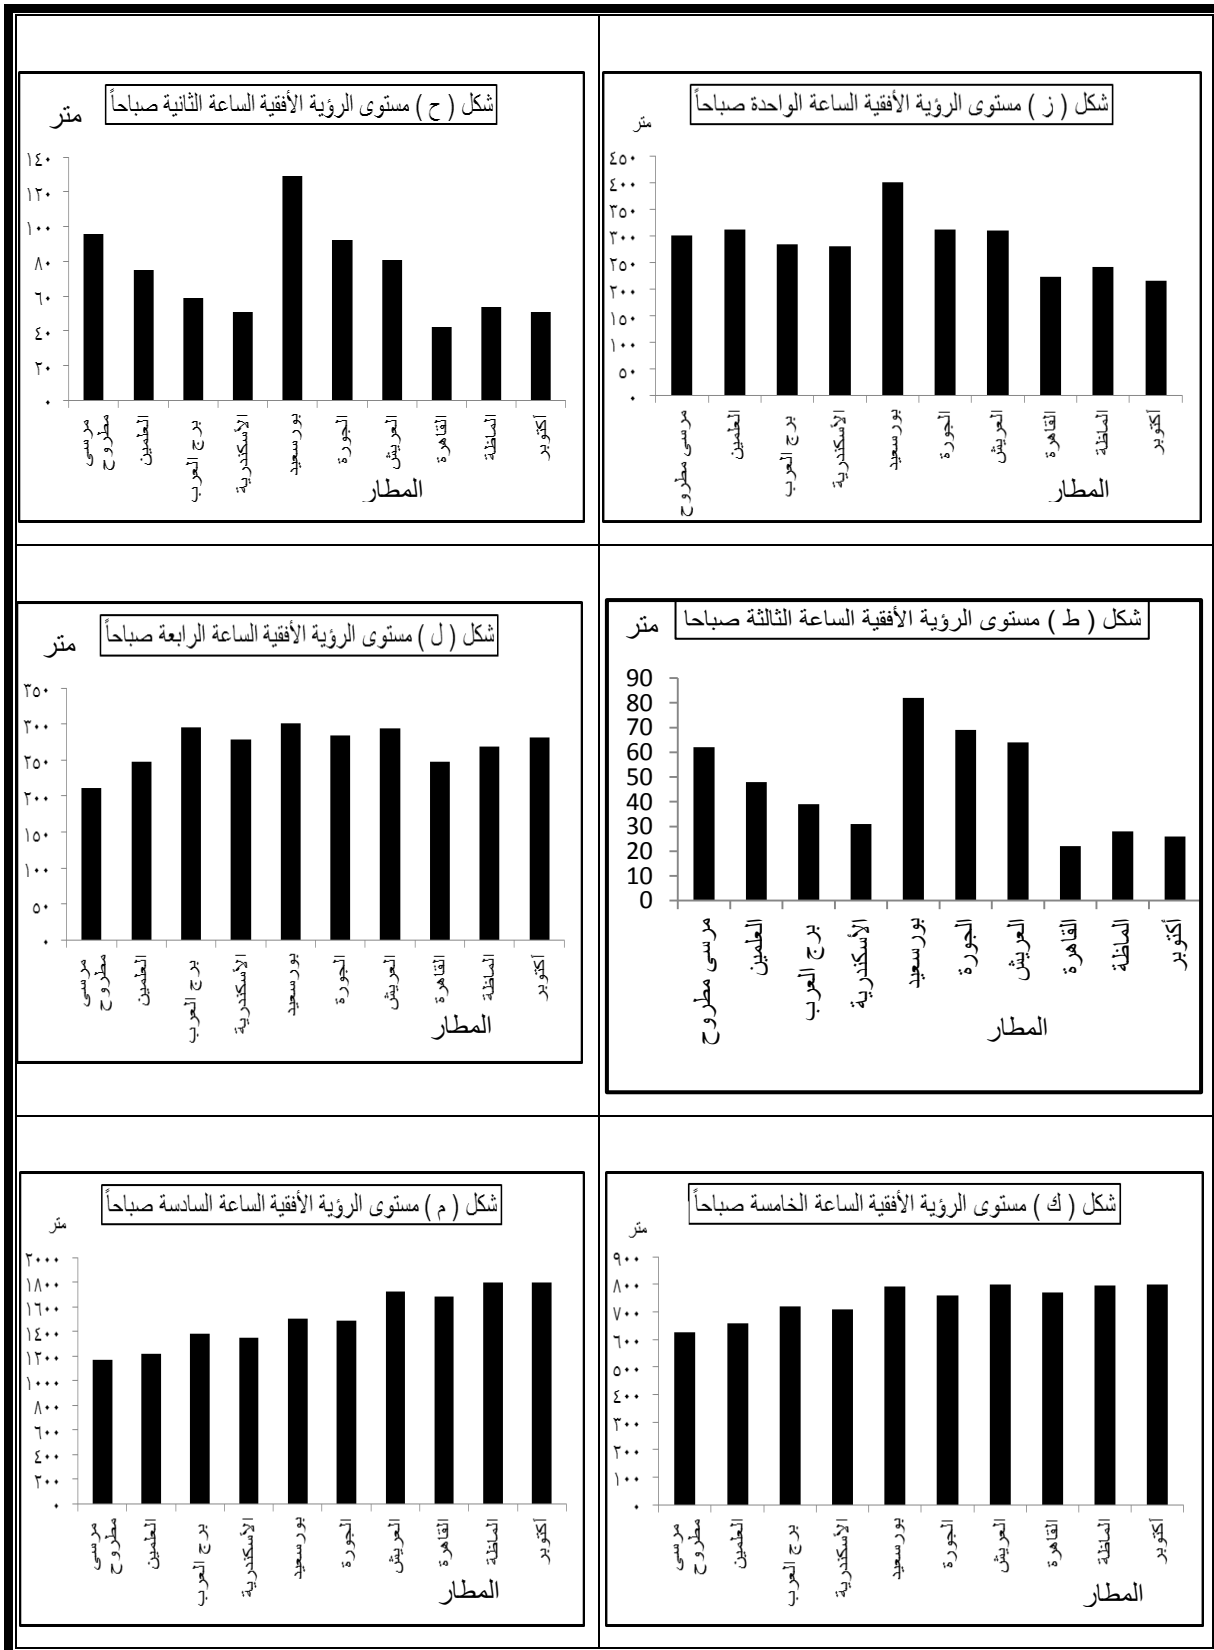 شكل ( ز ) مستوى الرؤية الأفقية الساعة الواحدة صباحاً
متر
٤٥٠
٤٠٠
٣٥٠
٣٠٠
٢٥٠
٢٠٠
١٥٠
١٠٠
٥٠
٠
مرسى مطروح
العلمين
برج العرب
الأسكندرية
بورسعيد
الجورة
العريش
القاهرة
الماظة
أكتوبر
المطار
شكل ( ح ) مستوى الرؤية الأفقية الساعة الثانية صباحاً
متر
١٤٠
١٢٠
١٠٠
٨٠
٦٠
٤٠
٢٠
٠
مرسى
مطروح
العلمين
برج العرب
الأسكندرية
بورسعيد
الجورة
العريش
القاهرة
الماظة
أكتوبر
المطار
شكل ( ط ) مستوى الرؤية الأفقية الساعة الثالثة صباحا
متر
90
80
70
60
50
40
30
20
10
0
مرسى مطروح
العلمين
برج العرب
الأسكندرية
بورسعيد
الجورة
العريش
القاهرة
الماظة
أكتوبر
المطار
شكل ( ل ) مستوى الرؤية الأفقية الساعة الرابعة صباحاً
متر
٣٥٠
٣٠٠
٢٥٠
٢٠٠
١٥٠
١٠٠
٥٠
٠
مرسى
مطروح
العلمين
برج العرب
الأسكندرية
بورسعيد
الجورة
العريش
القاهرة
الماظة
أكتوبر
المطار
شكل ( ك ) مستوى الرؤية الأفقية الساعة الخامسة صباحاً
متر
٩٠٠
٨٠٠
٧٠٠
٦٠٠
٥٠٠
٤٠٠
٣٠٠
٢٠٠
١٠٠
٠
مرسى
مطروح
العلمين
برج العرب
الأسكندرية
بورسعيد
الجورة
العريش
القاهرة
الماظة
أكتوبر
المطار
شكل ( م ) مستوى الرؤية الأفقية الساعة السادسة صباحاً
متر
٢٠٠٠
١٨٠٠
١٦٠٠
١٤٠٠
١٢٠٠
١٠٠٠
٨٠٠
٦٠٠
٤٠٠
٢٠٠
٠
مرسى
مطروح
العلمين
برج العرب
الأسكندرية
بورسعيد
الجورة
العريش
القاهرة
الماظة
أكتوبر
المطار